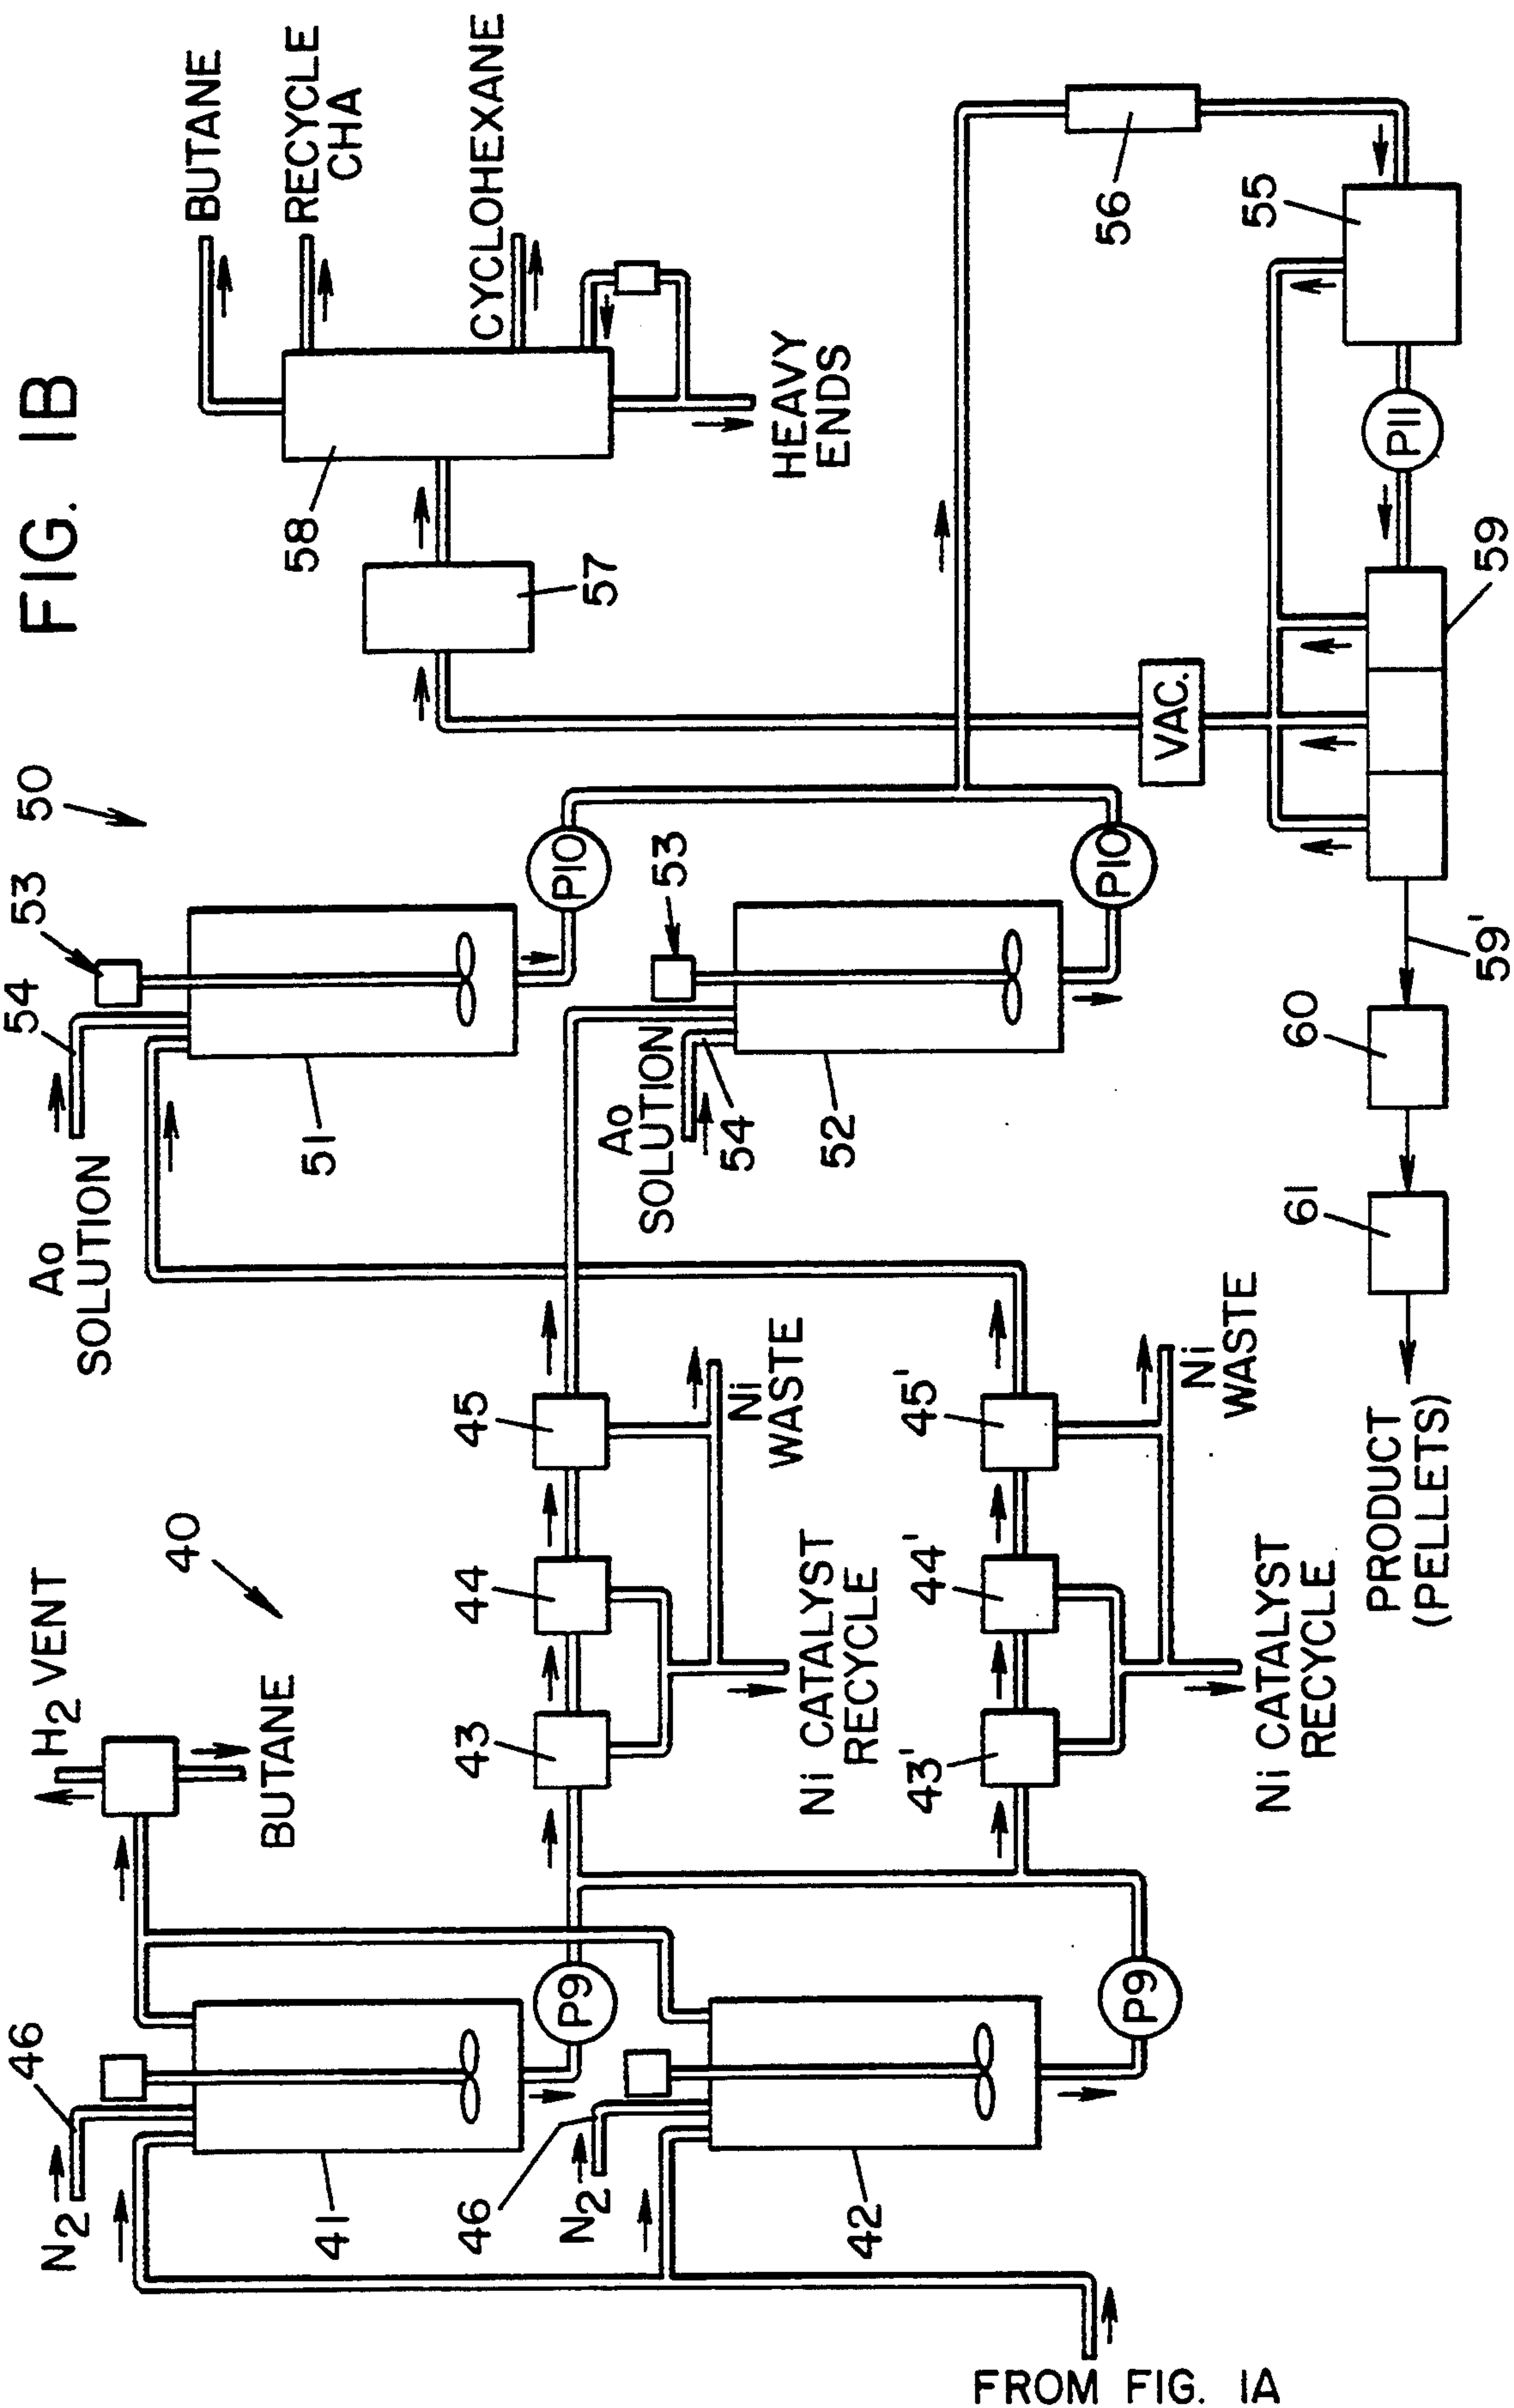 FIG. 1B
50
40
H2 VENT
BUTANE
46
N2
41
P9
46
N2
42
P9
FROM FIG. 1A
43
44
45
Ni CATALYST
RECYCLE
Ni
WASTE
43'
44'
45'
Ni CATALYST
RECYCLE
Ni
WASTE
Ao
SOLUTION
54
53
51
P10
Ao
SOLUTION
54
53
52
P10
BUTANE
RECYCLE
CHA
CYCLOHEXANE
58
57
HEAVY
ENDS
VAC.
56
55
P11
59
59'
60
61
PRODUCT
(PELLETS)